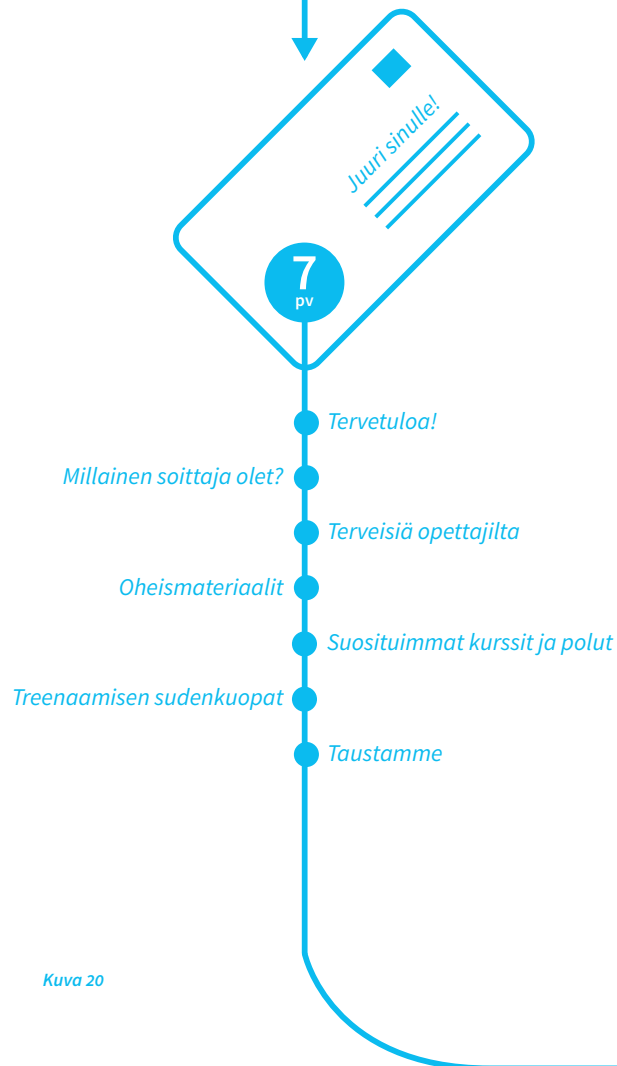 Juuri sinulle!
7
pv
Tervetuloa!
Millainen soittaja olet?
Terveisiä opettajilta
Oheismateriaalit
Suosituimmat kurssit ja polut
Treenaamisen sudenkuopat
Taustamme
Kuva 20